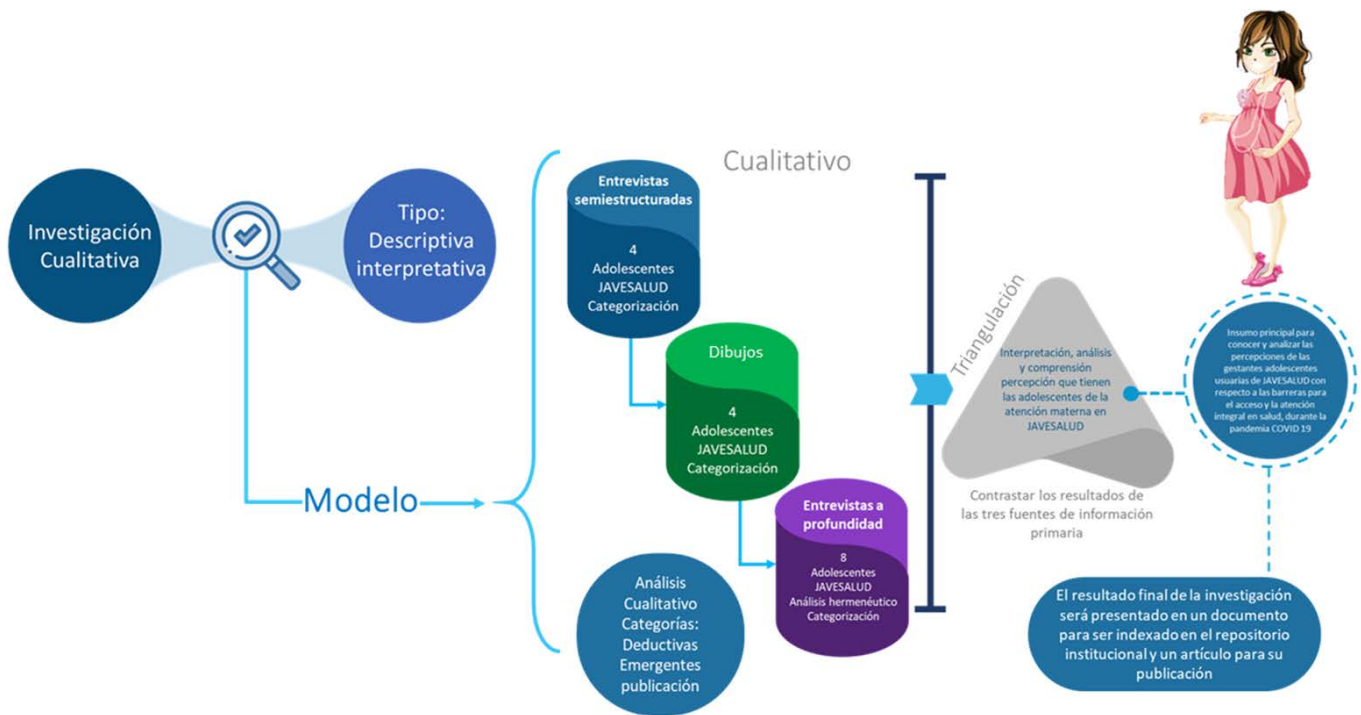 Investigación
Cualitativa
Tipo:
Descriptiva
interpretativa
Modelo
Cualitativo
Entrevistas
semiestructuradas
4
Adolescentes
JAVESALUD
Categorización
Dibujos
4
Adolescentes
JAVESALUD
Categorización
Entrevistas a
profundidad
8
Adolescentes
JAVESALUD
Análisis hermenéutico
Categorización
Análisis
Cualitativo
Categorías:
Deductivas
Emergentes
publicación
Triangulación
Interpretación, análisis
y comprensión
percepción que tienen
las adolescentes de la
atención materna en
JAVESALUD
Contrastar los resultados de
las tres fuentes de información
primaria
Insumo principal para
conocer y analizar las
percepciones de las
gestantes adolescentes
usuarias de JAVESALUD con
respecto a las barreras para
el acceso y la atención
integral en salud, durante la
pandemia COVID 19
El resultado final de la investigación
será presentado en un documento
para ser indexado en el repositorio
institucional y un artículo para su
publicación